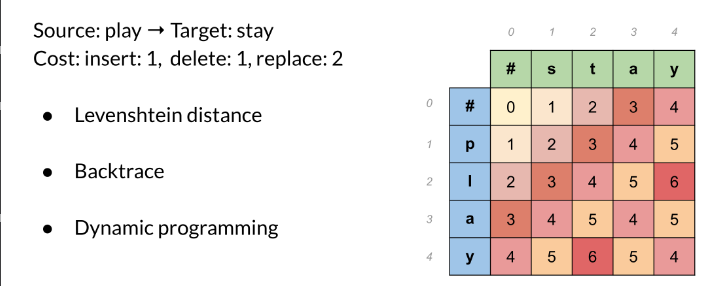 Source: play → Target: stay
Cost: insert: 1, delete: 1, replace: 2
● Levenshtein distance
● Backtrace
● Dynamic programming
0 1 2 3 4
# s t a y
0 # 0 1 2 3 4
1 p 1 2 3 4 5
2 l 2 3 4 5 6
3 a 3 4 5 4 5
4 y 4 5 6 5 4